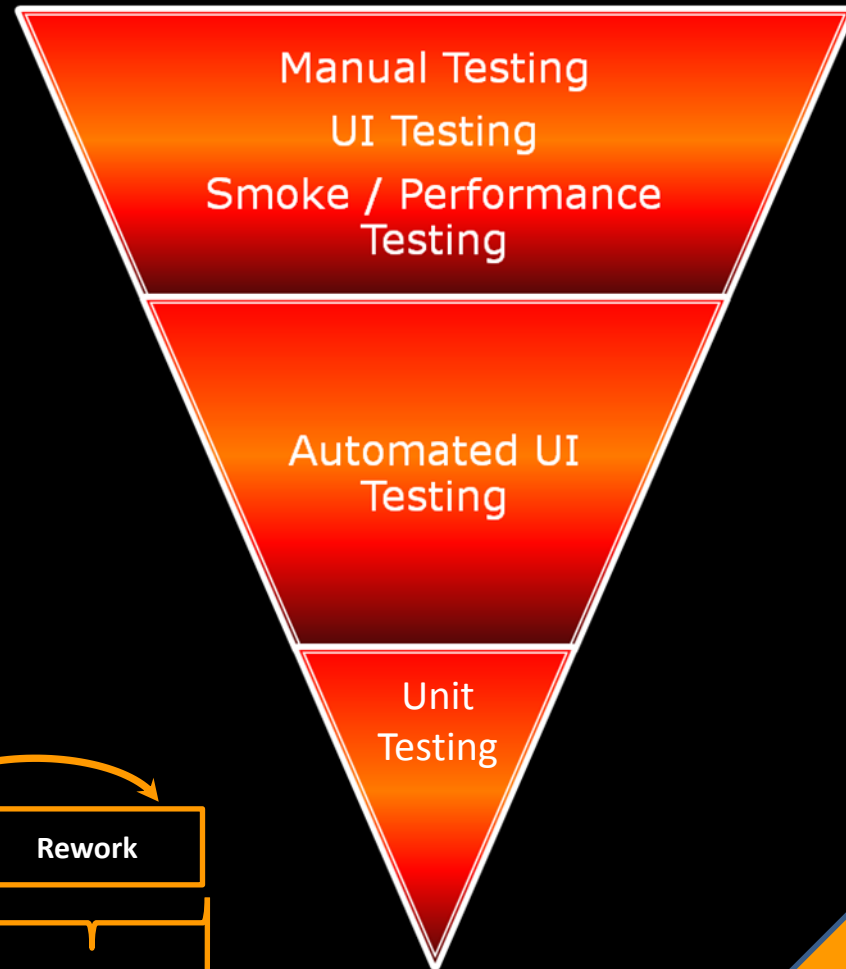 Manual Testing
UI Testing
Smoke / Performance
Testing
Automated UI
Testing
Unit
Testing
Rework